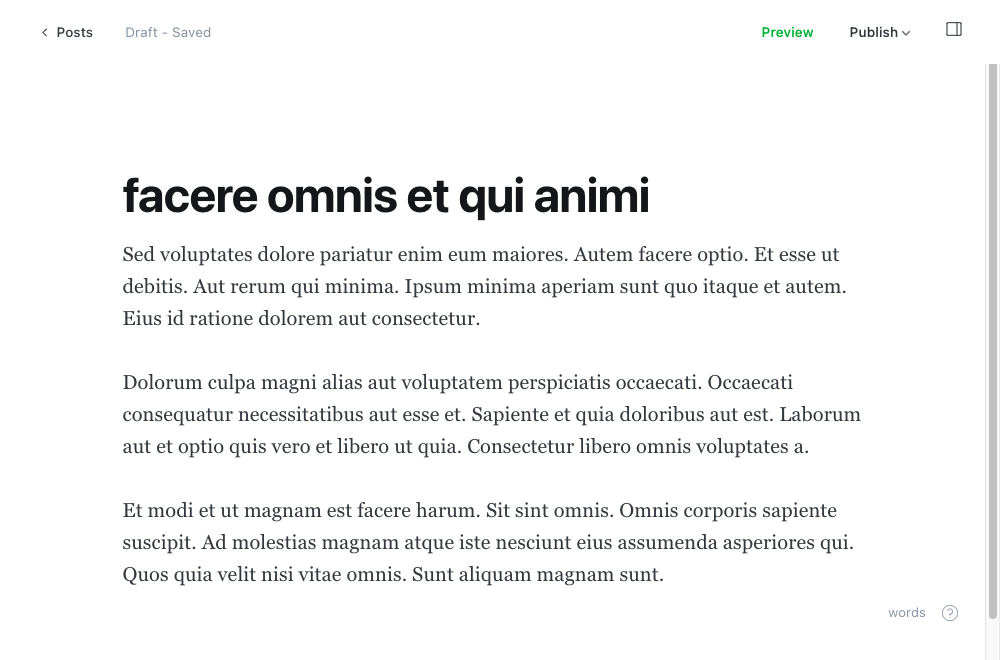 Posts
Draft - Saved
Preview
Publish
facere omnis et qui animi
Sed voluptates dolore pariatur enim eum maiores. Autem facere optio. Et esse ut
debitis. Aut rerum qui minima. Ipsum minima aperiam sunt quo itaque et autem.
Eius id ratione dolorem aut consectetur.
Dolorum culpa magni alias aut voluptatem perspiciatis occaecati. Occaecati
consequatur necessitatibus aut esse et. Sapiente et quia doloribus aut est. Laborum
aut et optio quis vero et libero ut quia. Consectetur libero omnis voluptates a.
Et modi et ut magnam est facere harum. Sit sint omnis. Omnis corporis sapiente
suscipit. Ad molestias magnam atque iste nesciunt eius assumenda asperiores qui.
Quos quia velit nisi vitae omnis. Sunt aliquam magnam sunt.
words
?